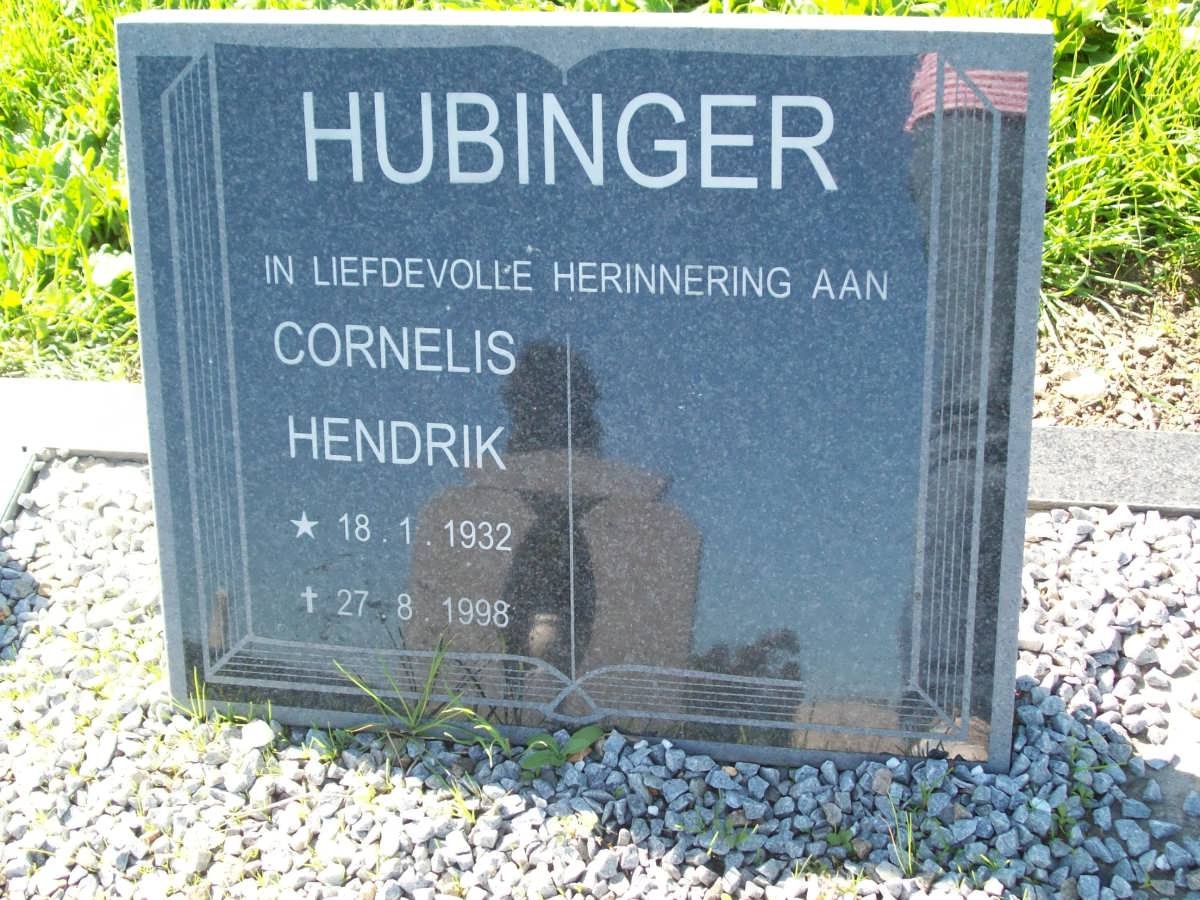 HUBINGER
IN LIEFDEVOLLE HERINNERING AAN
CORNELIS
HENDRIK
★ 18 . 1 . 1932
✝ 27 . 8 . 1998